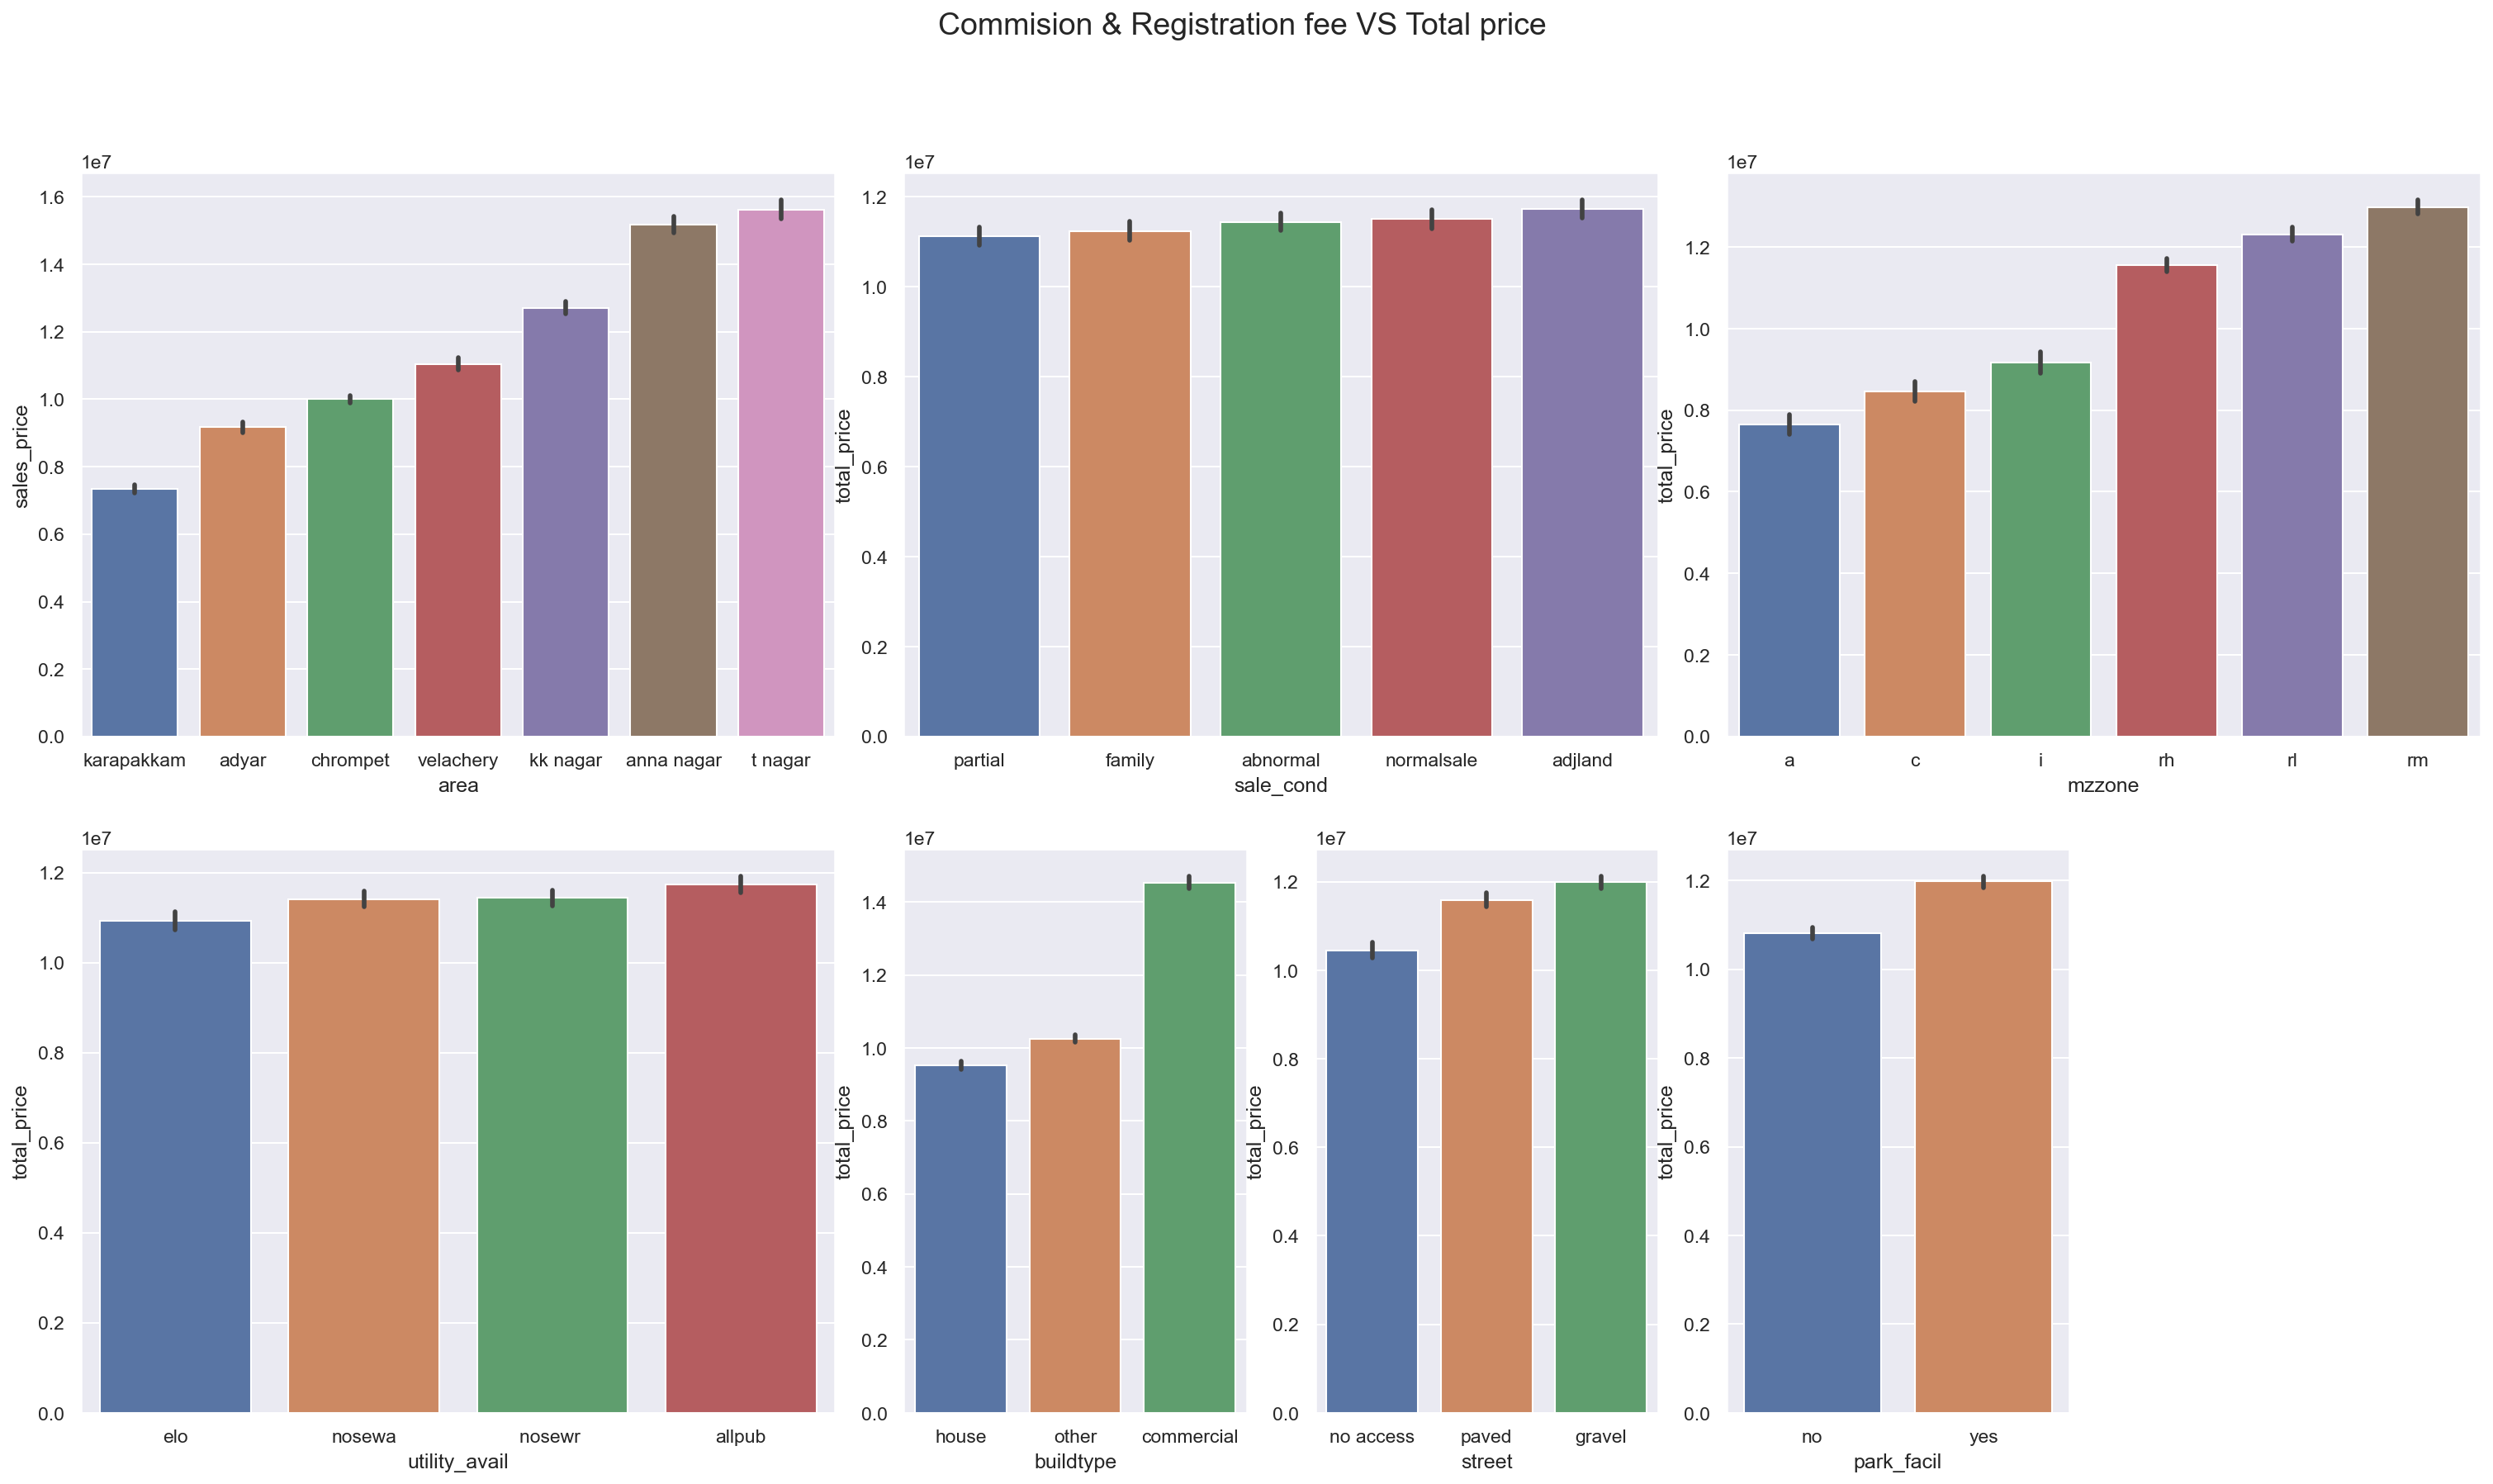 Commision & Registration fee VS Total price
1e7
1.6
1.4
1.2
1.0
0.8
0.6
0.4
0.2
0.0
sales_price
karapakkam adyar chrompet velachery kk nagar anna nagar t nagar
area
1e7
1.2
1.0
0.8
0.6
0.4
0.2
0.0
total_price
partial family abnormal normalsale adjland
sale_cond
1e7
1.2
1.0
0.8
0.6
0.4
0.2
0.0
total_price
a c i rh rl rm
mzzone
1e7
1.2
1.0
0.8
0.6
0.4
0.2
0.0
total_price
elo nosewa nosewr allpub
utility_avail
1e7
1.4
1.2
1.0
0.8
0.6
0.4
0.2
0.0
total_price
house other commercial
buildtype
1e7
1.2
1.0
0.8
0.6
0.4
0.2
0.0
total_price
no access paved gravel
street
1e7
1.2
1.0
0.8
0.6
0.4
0.2
0.0
total_price
no yes
park_facil